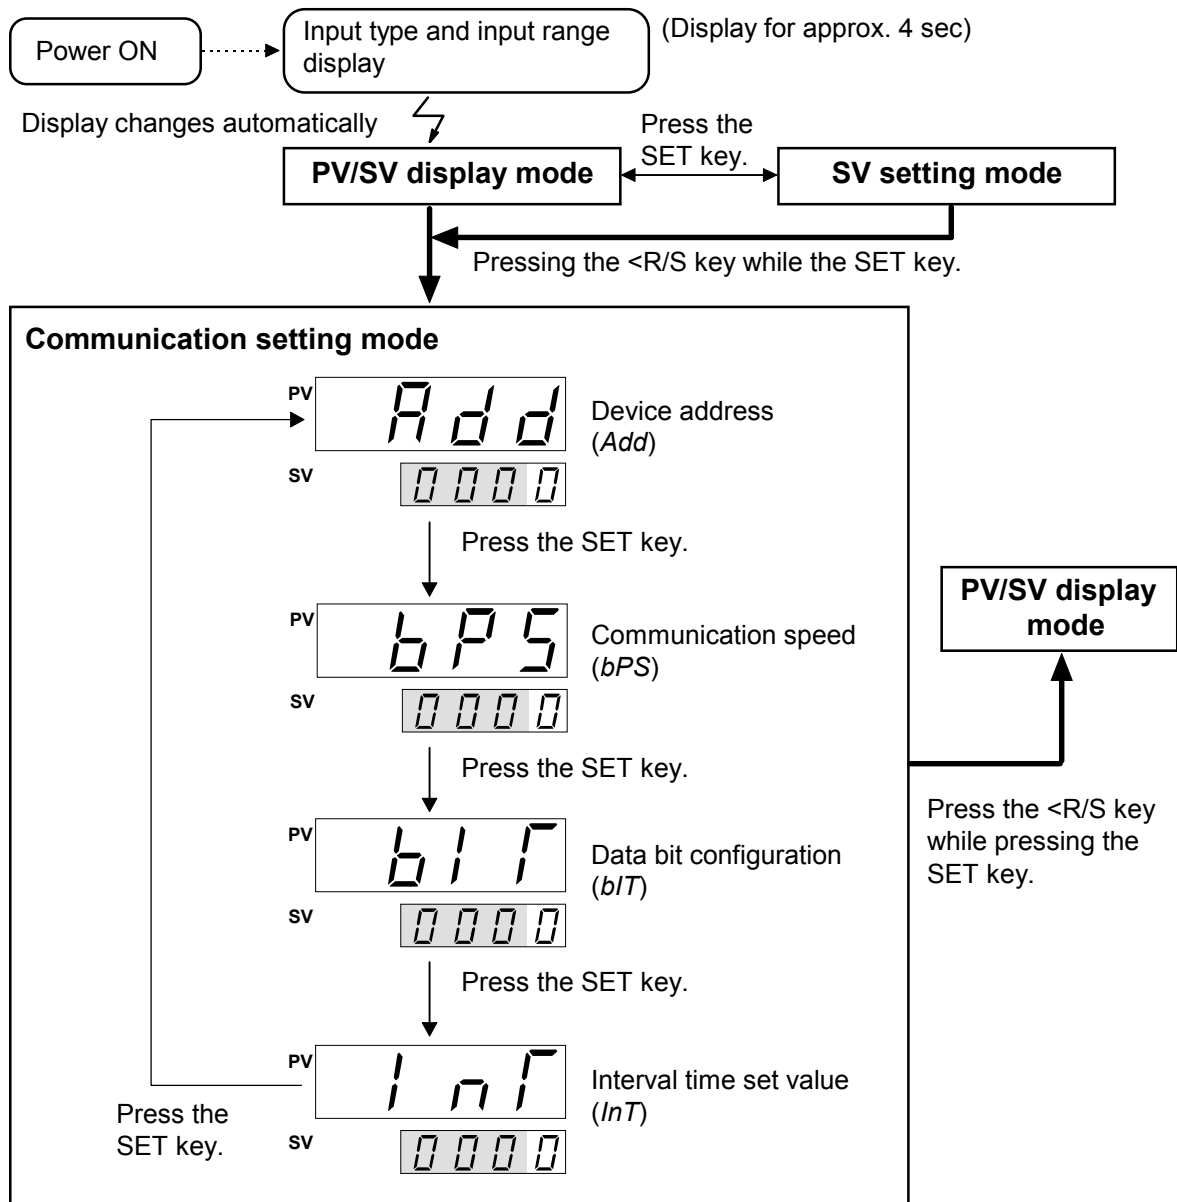 Power ON
Input type and input range
display
(Display for approx. 4 sec)
Display changes automatically
Press the
SET key.
PV/SV display mode
SV setting mode
Pressing the <R/S key while the SET key.
Communication setting mode
PV
Add
Device address
(Add)
SV
0000
Press the SET key.
PV
bPS
Communication speed
(bPS)
SV
0000
Press the SET key.
PV/SV display
mode
PV
bIT
Data bit configuration
(bIT)
SV
0000
Press the <R/S key
while pressing the
SET key.
Press the SET key.
PV
InT
Interval time set value
(InT)
SV
0000
Press the
SET key.